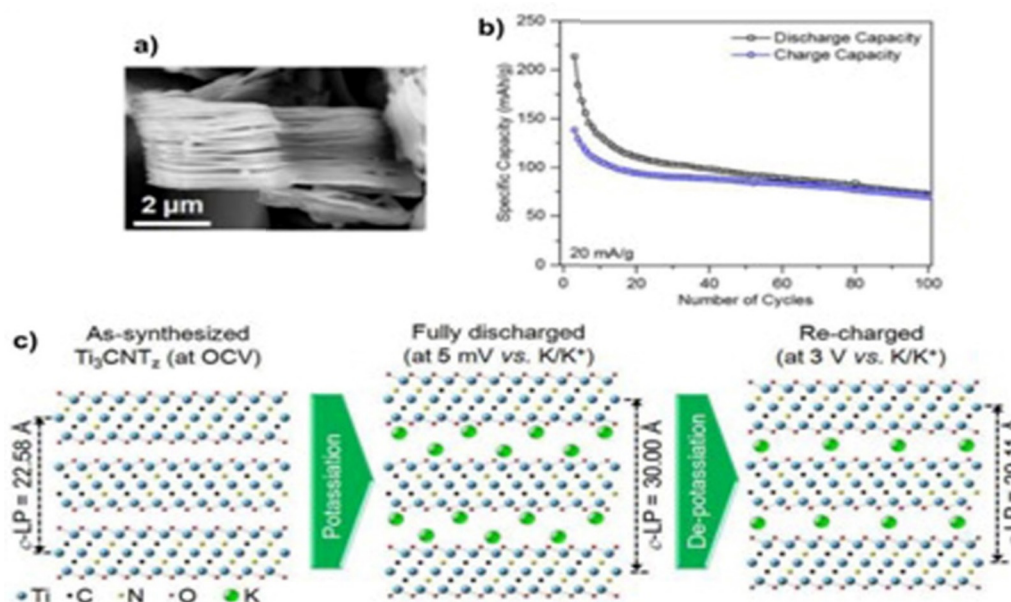 a)
2 µm
b)
Discharge Capacity
Charge Capacity
Specific Capacity (mAh/g)
250
200
150
100
50
0
20 mA/g
0 20 40 60 80 100
Number of Cycles
c)
As-synthesized
Ti₃CNTz (at OCV)
c-LP = 22.58 Å
Potassiation
Fully discharged
(at 5 mV vs. K/K⁺)
c-LP = 30.00 Å
De-potassiation
Re-charged
(at 3 V vs. K/K⁺)
Ti C N O K